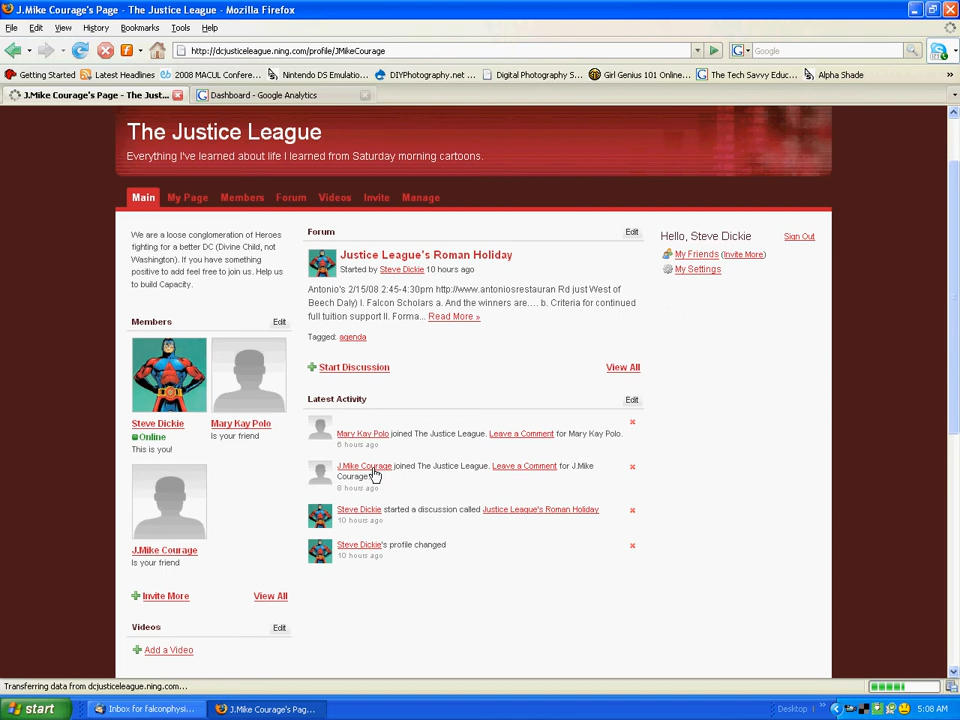 J.Mike Courage's Page - The Justice League - Mozilla Firefox
File Edit View History Bookmarks Tools Help
http://dcjusticeleague.ning.com/profile/JMikeCourage
Google
Getting Started Latest Headlines 2008 MACUL Confere... Nintendo DS Emulatio... DIYPhotography.net ... Digital Photography S... Girl Genius 101 Online... The Tech Savvy Educ... Alpha Shade »
J.Mike Courage's Page - The Just... Dashboard - Google Analytics
The Justice League
Everything I've learned about life I learned from Saturday morning cartoons.
Main My Page Members Forum Videos Invite Manage
We are a loose conglomeration of Heroes
fighting for a better DC (Divine Child, not
Washington). If you have something
positive to add feel free to join us. Help us
to build Capacity.
Members Edit
Steve Dickie
Online
This is you!
Mary Kay Polo
Is your friend
J.Mike Courage
Is your friend
Invite More View All
Videos Edit
Add a Video
Forum Edit
Justice League's Roman Holiday
Started by Steve Dickie 10 hours ago
Antonio's 2/15/08 2:45-4:30pm http://www.antoniosrestauran Rd just West of
Beech Daly) I. Falcon Scholars a. And the winners are.... b. Criteria for continued
full tuition support II. Forma... Read More »
Tagged: agenda
Start Discussion View All
Latest Activity Edit
Mary Kay Polo joined The Justice League. Leave a Comment for Mary Kay Polo.
6 hours ago
J.Mike Courage joined The Justice League. Leave a Comment for J.Mike
Courage
8 hours ago
Steve Dickie started a discussion called Justice League's Roman Holiday
10 hours ago
Steve Dickie's profile changed
10 hours ago
Hello, Steve Dickie Sign Out
My Friends (Invite More)
My Settings
Transferring data from dcjusticeleague.ning.com...
start Inbox for falconphysi... J.Mike Courage's Pag... Desktop » 5:08 AM